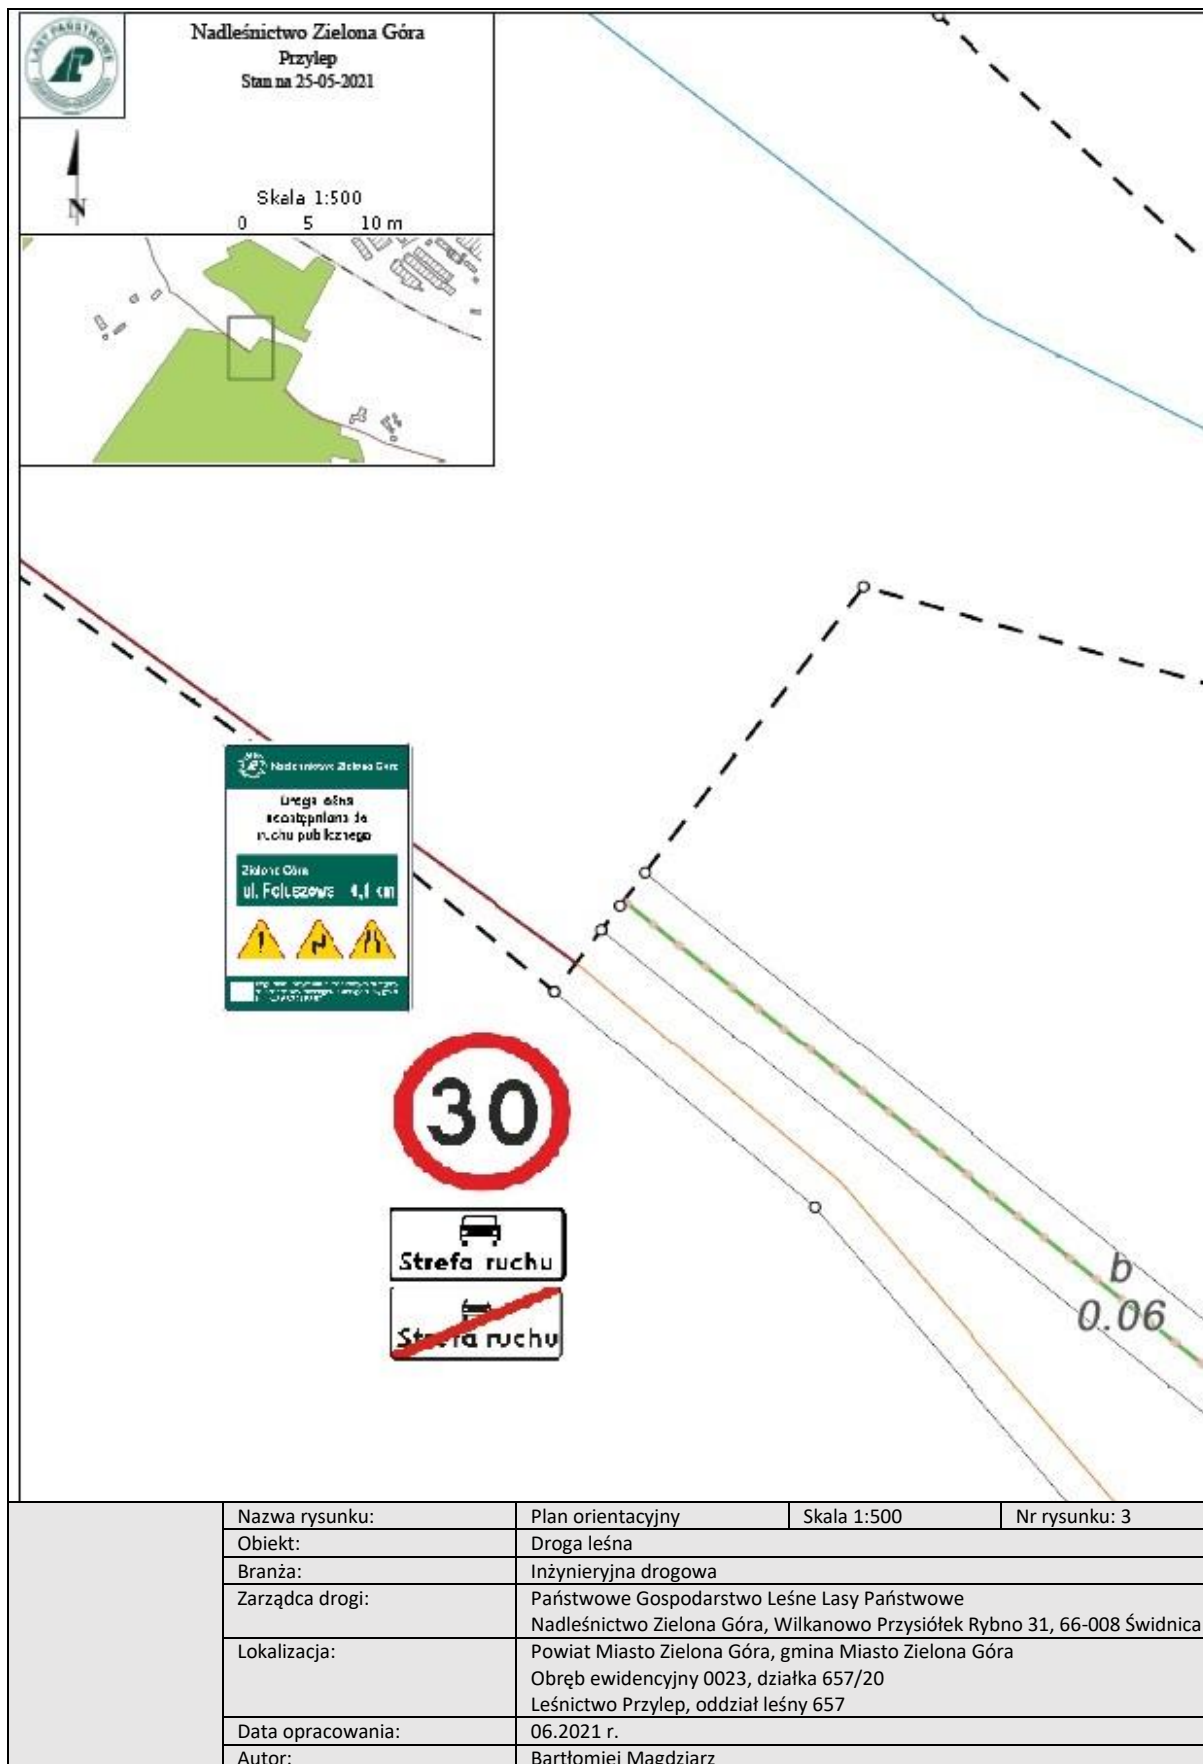 LASY PAŃSTWOWE
Nadleśnictwo Zielona Góra
Przylep
Stan na 25-05-2021
N
Skala 1:500
0 5 10 m
Nadleśnictwo Zielona Góra
Droga leśna
udostępniona do
ruchu publicznego
Zielona Góra
ul. Foluszowa 4,1 km
30
Strefa ruchu
Strefa ruchu
b
0.06
Nazwa rysunku: Plan orientacyjny Skala 1:500 Nr rysunku: 3
Obiekt: Droga leśna
Branża: Inżynieryjna drogowa
Zarządca drogi: Państwowe Gospodarstwo Leśne Lasy Państwowe
Nadleśnictwo Zielona Góra, Wilkanowo Przysiółek Rybno 31, 66-008 Świdnica
Lokalizacja: Powiat Miasto Zielona Góra, gmina Miasto Zielona Góra
Obręb ewidencyjny 0023, działka 657/20
Leśnictwo Przylep, oddział leśny 657
Data opracowania: 06.2021 r.
Autor: Bartłomiej Magdziarz